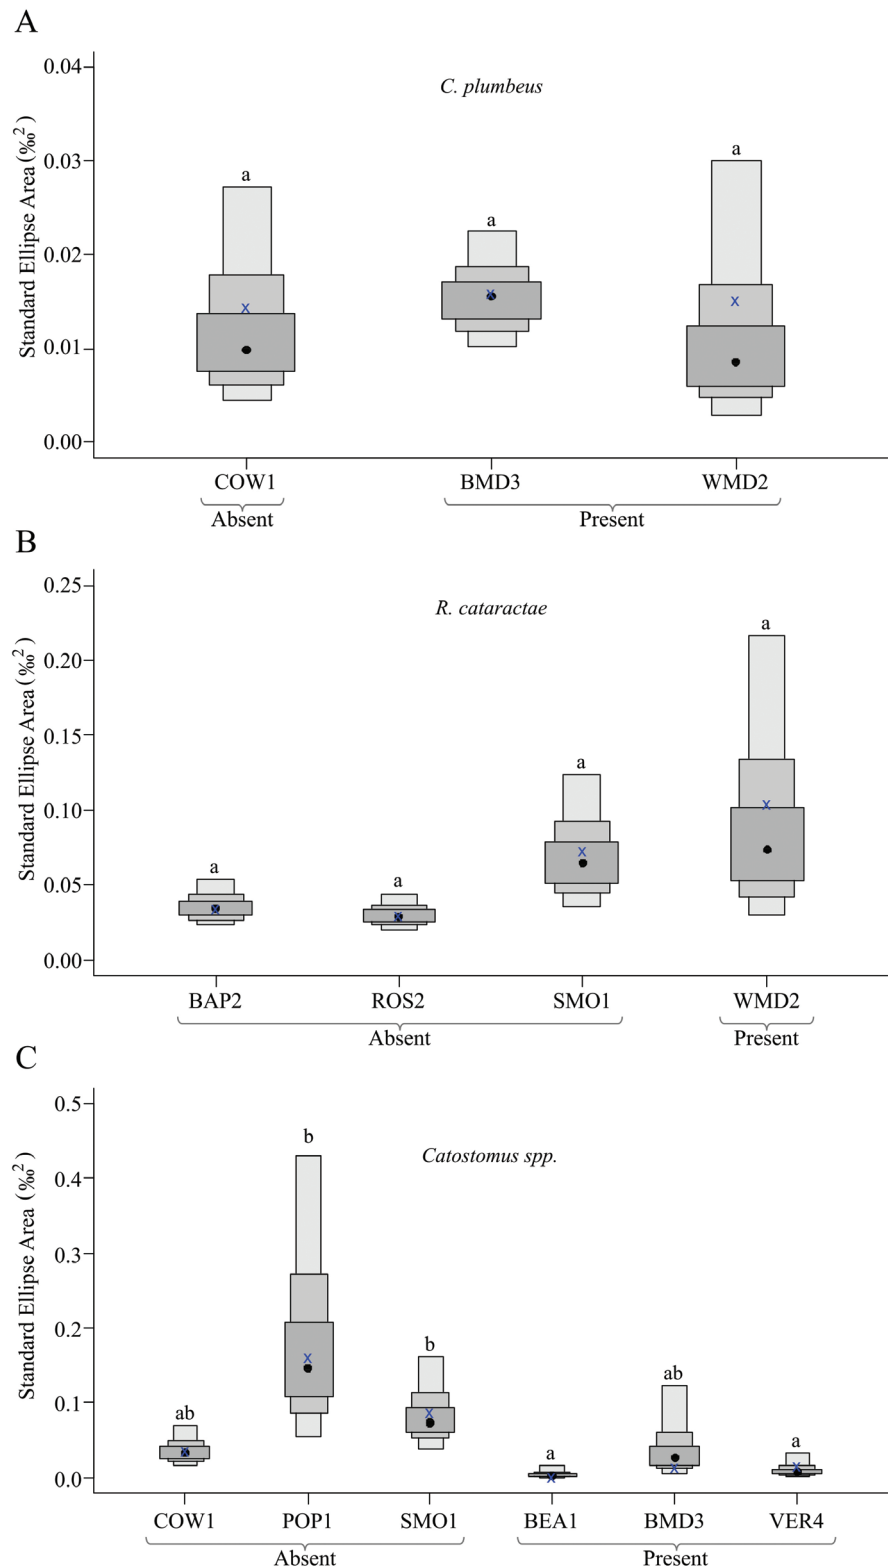 A
Standard Ellipse Area (‰²)
0.04
0.03
0.02
0.01
0.00
C. plumbeus
a
a
a
x
x
x
COW1
BMD3
WMD2
Absent
Present
B
Standard Ellipse Area (‰²)
0.25
0.20
0.15
0.10
0.05
0.00
R. cataractae
a
a
a
a
x
x
x
x
BAP2
ROS2
SMO1
WMD2
Absent
Present
C
Standard Ellipse Area (‰²)
0.5
0.4
0.3
0.2
0.1
0.0
Catostomus spp.
ab
b
b
a
ab
a
x
x
x
x
x
x
COW1
POP1
SMO1
BEA1
BMD3
VER4
Absent
Present